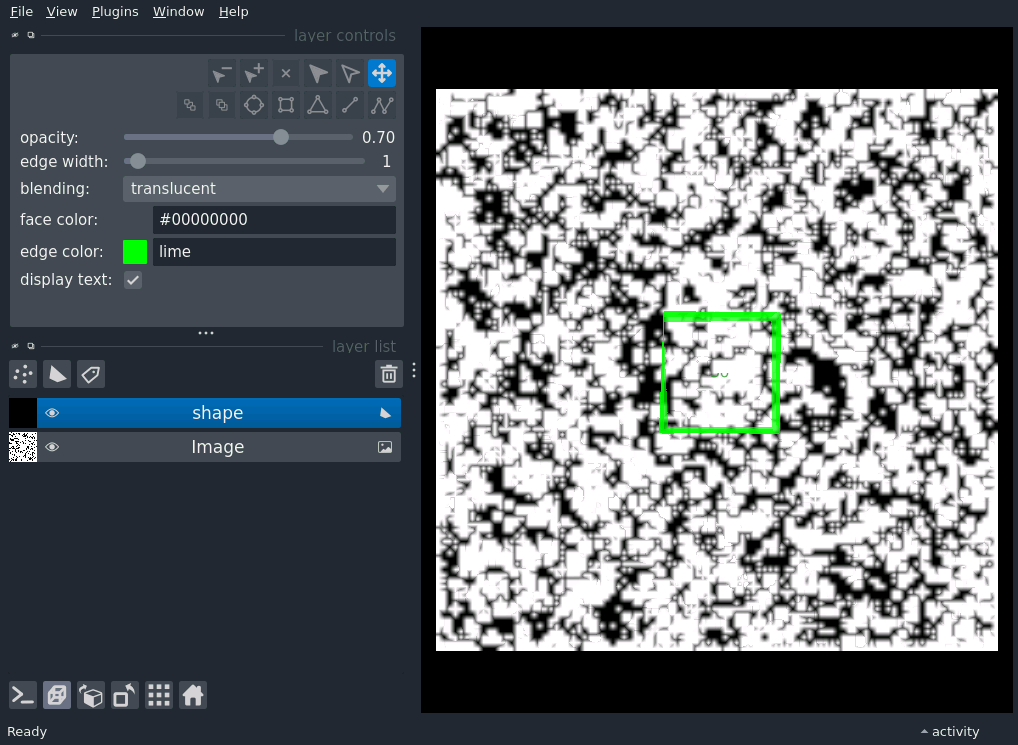 File View Plugins Window Help
layer controls
opacity: 0.70
edge width: 1
blending: translucent
face color: #00000000
edge color: lime
display text:
layer list
shape
Image
Ready
activity